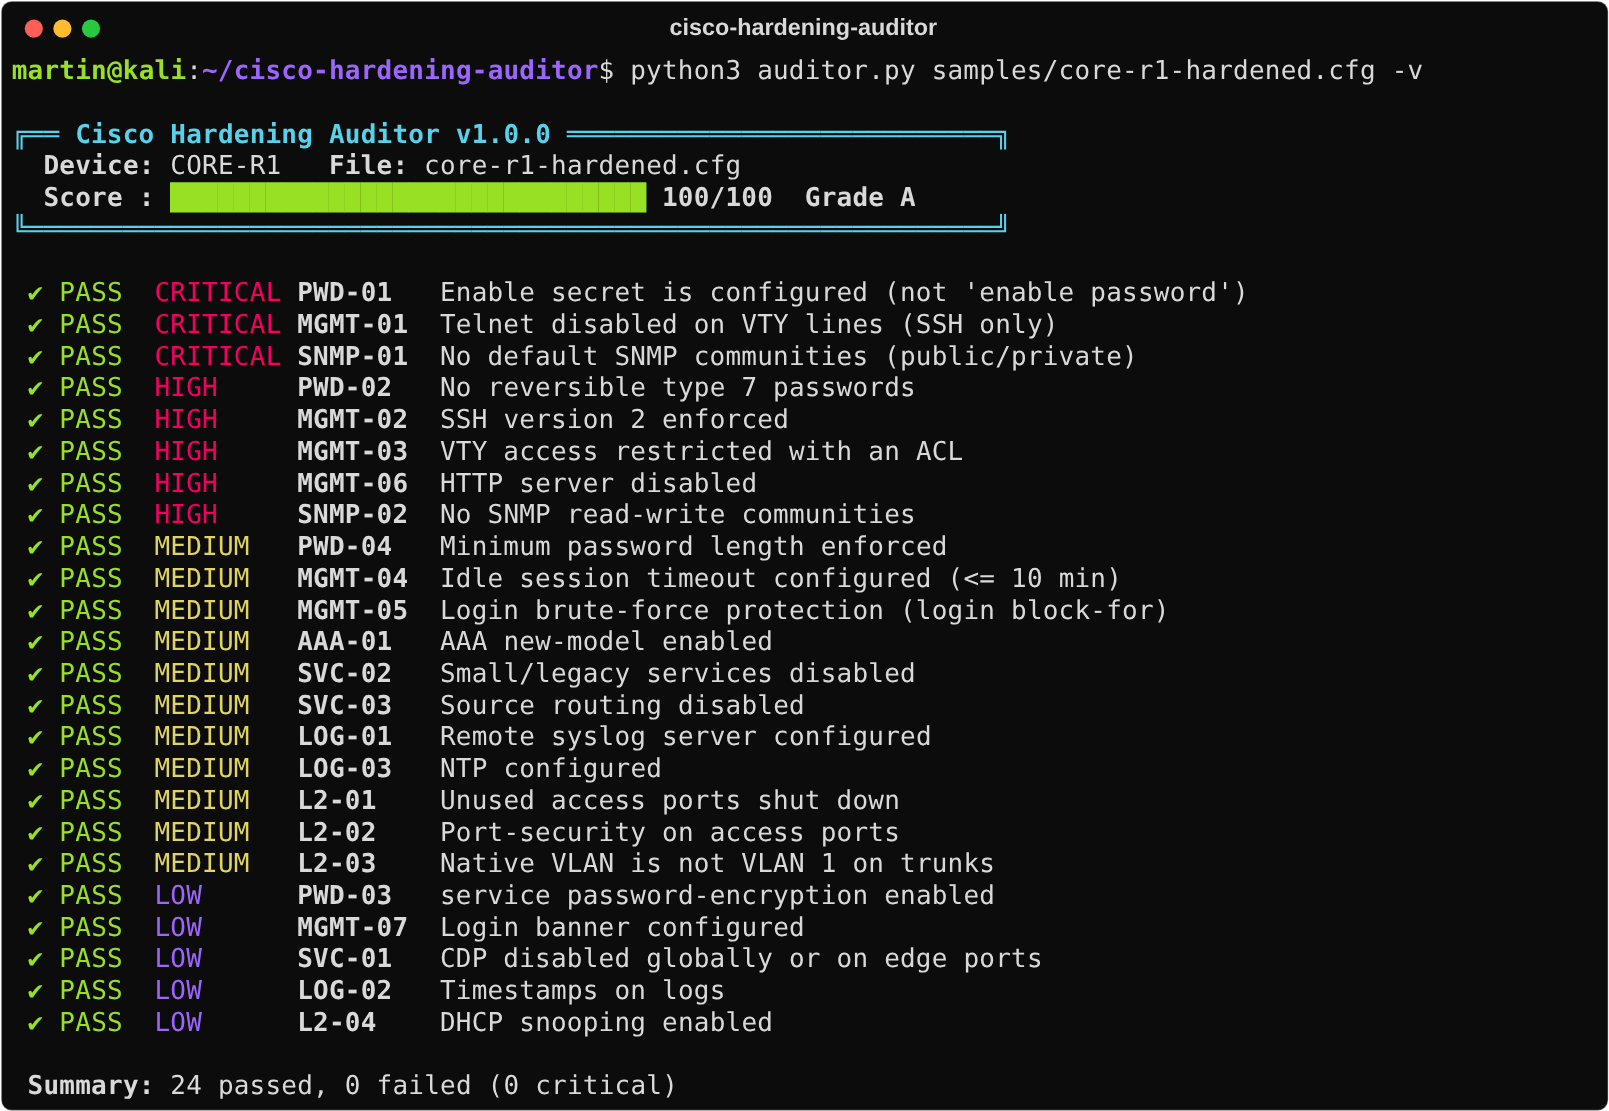 cisco-hardening-auditor
martin@kali:~/cisco-hardening-auditor$ python3 auditor.py samples/core-r1-hardened.cfg -v
╔══ Cisco Hardening Auditor v1.0.0 ═══════════════════════════╗
Device: CORE-R1   File: core-r1-hardened.cfg
Score : ██████████████████████████████ 100/100  Grade A
╚═════════════════════════════════════════════════════════════╝
✔ PASS  CRITICAL PWD-01   Enable secret is configured (not 'enable password')
✔ PASS  CRITICAL MGMT-01  Telnet disabled on VTY lines (SSH only)
✔ PASS  CRITICAL SNMP-01  No default SNMP communities (public/private)
✔ PASS  HIGH     PWD-02   No reversible type 7 passwords
✔ PASS  HIGH     MGMT-02  SSH version 2 enforced
✔ PASS  HIGH     MGMT-03  VTY access restricted with an ACL
✔ PASS  HIGH     MGMT-06  HTTP server disabled
✔ PASS  HIGH     SNMP-02  No SNMP read-write communities
✔ PASS  MEDIUM   PWD-04   Minimum password length enforced
✔ PASS  MEDIUM   MGMT-04  Idle session timeout configured (<= 10 min)
✔ PASS  MEDIUM   MGMT-05  Login brute-force protection (login block-for)
✔ PASS  MEDIUM   AAA-01   AAA new-model enabled
✔ PASS  MEDIUM   SVC-02   Small/legacy services disabled
✔ PASS  MEDIUM   SVC-03   Source routing disabled
✔ PASS  MEDIUM   LOG-01   Remote syslog server configured
✔ PASS  MEDIUM   LOG-03   NTP configured
✔ PASS  MEDIUM   L2-01    Unused access ports shut down
✔ PASS  MEDIUM   L2-02    Port-security on access ports
✔ PASS  MEDIUM   L2-03    Native VLAN is not VLAN 1 on trunks
✔ PASS  LOW      PWD-03   service password-encryption enabled
✔ PASS  LOW      MGMT-07  Login banner configured
✔ PASS  LOW      SVC-01   CDP disabled globally or on edge ports
✔ PASS  LOW      LOG-02   Timestamps on logs
✔ PASS  LOW      L2-04    DHCP snooping enabled
Summary: 24 passed, 0 failed (0 critical)